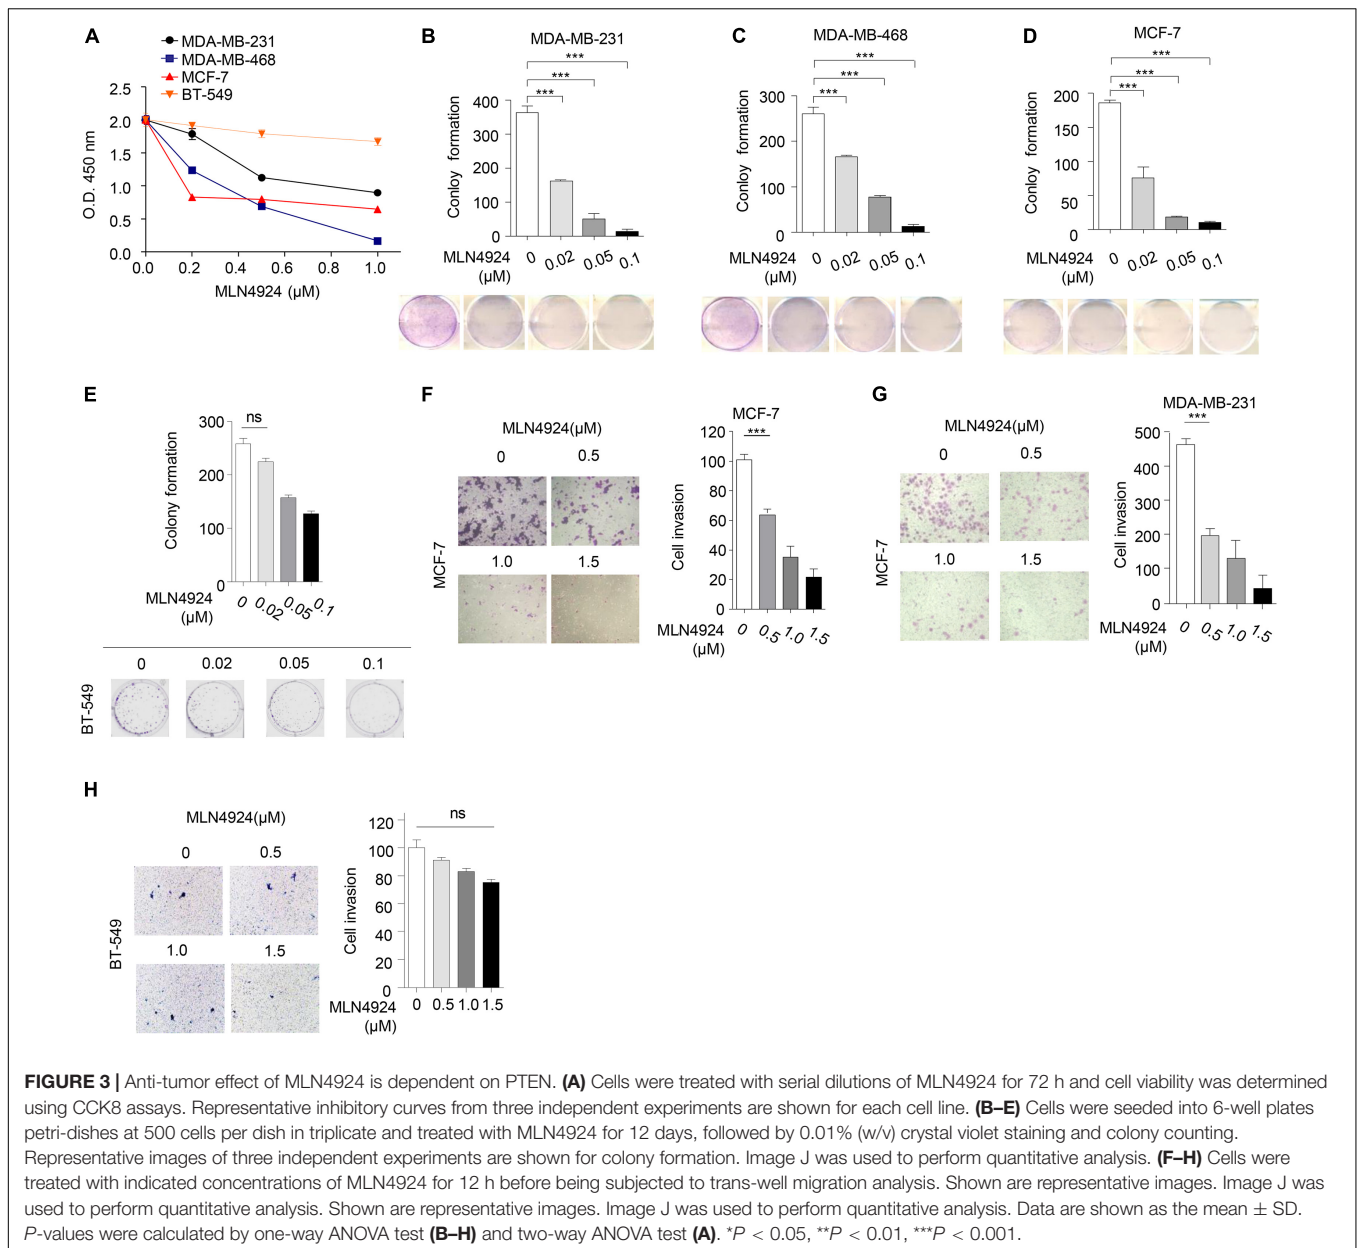 A
MDA-MB-231
MDA-MB-468
MCF-7
BT-549
O.D. 450 nm
2.5
2.0
1.5
1.0
0.5
0.0
0.0 0.2 0.4 0.6 0.8 1.0
MLN4924 (µM)
B
MDA-MB-231
***
***
***
Conloy formation
400
300
200
100
0
MLN4924
(µM)
0 0.02 0.05 0.1
C
MDA-MB-468
***
***
***
Conloy formation
300
200
100
0
MLN4924
(µM)
0 0.02 0.05 0.1
D
MCF-7
***
***
***
Conloy formation
200
150
100
50
0
MLN4924
(µM)
0 0.02 0.05 0.1
E
ns
Colony formation
300
200
100
0
MLN4924
(µM)
0 0.02 0.05 0.1
0 0.02 0.05 0.1
BT-549
F
MLN4924(µM)
0 0.5
1.0 1.5
MCF-7
MCF-7
***
Cell invasion
120
100
80
60
40
20
0
MLN4924
(µM)
0 0.5 1.0 1.5
G
MLN4924(µM)
0 0.5
1.0 1.5
MCF-7
MDA-MB-231
***
Cell invasion
500
400
300
200
100
0
MLN4924
(µM)
0 0.5 1.0 1.5
H
MLN4924(µM)
0 0.5
1.0 1.5
BT-549
ns
Cell invasion
120
100
80
60
40
20
0
MLN4924
(µM)
0 0.5 1.0 1.5
FIGURE 3 | Anti-tumor effect of MLN4924 is dependent on PTEN. (A) Cells were treated with serial dilutions of MLN4924 for 72 h and cell viability was determined
using CCK8 assays. Representative inhibitory curves from three independent experiments are shown for each cell line. (B–E) Cells were seeded into 6-well plates
petri-dishes at 500 cells per dish in triplicate and treated with MLN4924 for 12 days, followed by 0.01% (w/v) crystal violet staining and colony counting.
Representative images of three independent experiments are shown for colony formation. Image J was used to perform quantitative analysis. (F–H) Cells were
treated with indicated concentrations of MLN4924 for 12 h before being subjected to trans-well migration analysis. Shown are representative images. Image J was
used to perform quantitative analysis. Shown are representative images. Image J was used to perform quantitative analysis. Data are shown as the mean ± SD.
P-values were calculated by one-way ANOVA test (B–H) and two-way ANOVA test (A). *P < 0.05, **P < 0.01, ***P < 0.001.